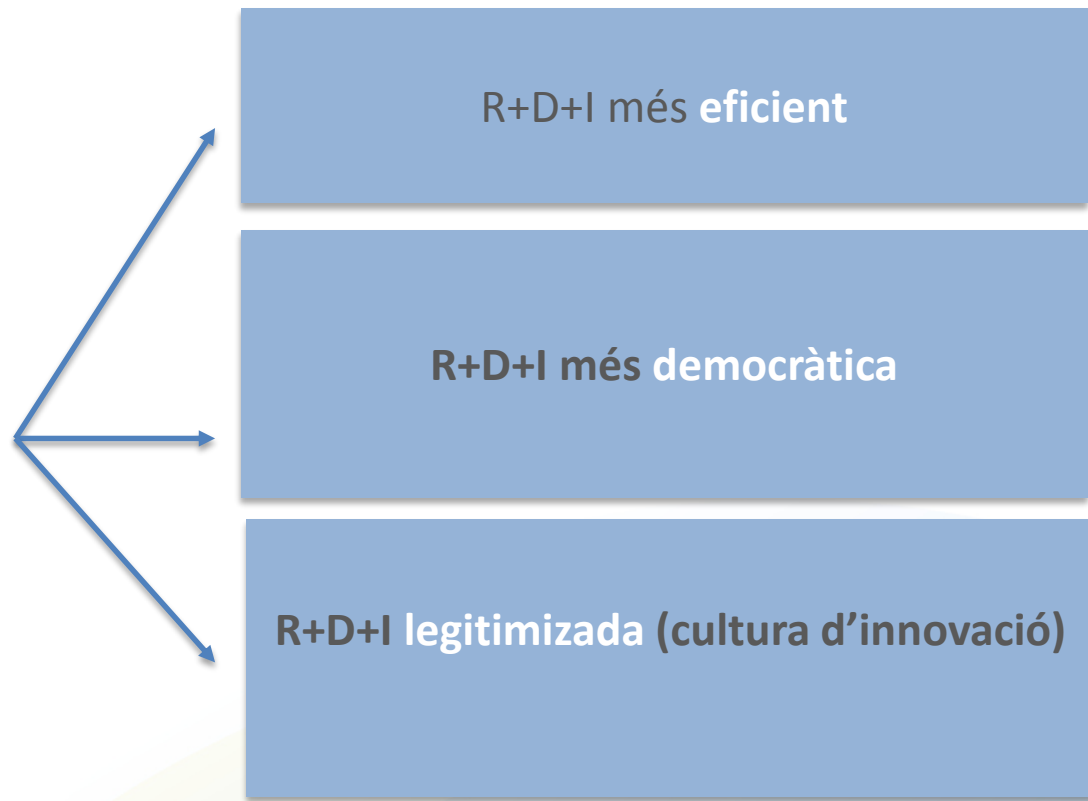 R+D+I més eficient
R+D+I més democràtica
R+D+I legitimizada (cultura d’innovació)